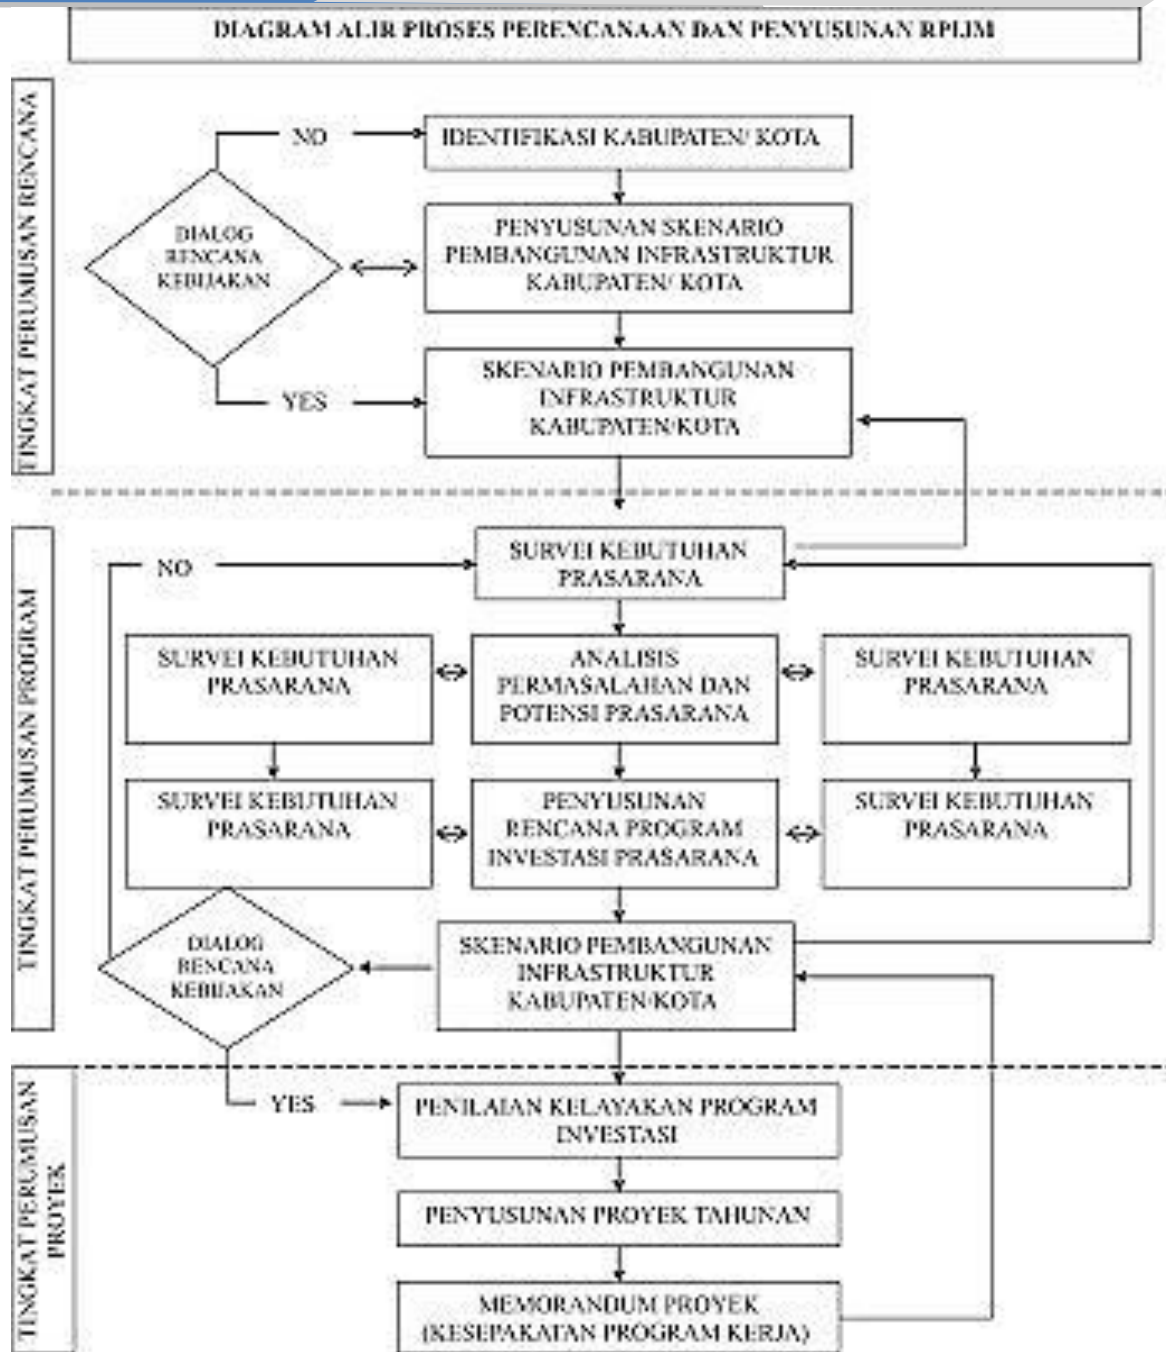 DIAGRAM ALIR PROSES PERENCANAAN DAN PENYUSUNAN RPIJM
TINGKAT PERUMUSAN RENCANA
NO
IDENTIFIKASI KABUPATEN/ KOTA
DIALOG
RENCANA
KEBIJAKAN
PENYUSUNAN SKENARIO
PEMBANGUNAN INFRASTRUKTUR
KABUPATEN/ KOTA
YES
SKENARIO PEMBANGUNAN
INFRASTRUKTUR
KABUPATEN/KOTA
TINGKAT PERUMUSAN PROGRAM
NO
SURVEI KEBUTUHAN
PRASARANA
SURVEI KEBUTUHAN
PRASARANA
ANALISIS
PERMASALAHAN DAN
POTENSI PRASARANA
SURVEI KEBUTUHAN
PRASARANA
SURVEI KEBUTUHAN
PRASARANA
PENYUSUNAN
RENCANA PROGRAM
INVESTASI PRASARANA
SURVEI KEBUTUHAN
PRASARANA
DIALOG
RENCANA
KEBIJAKAN
SKENARIO PEMBANGUNAN
INFRASTRUKTUR
KABUPATEN/KOTA
TINGKAT PERUMUSAN
PROYEK
YES
PENILAIAN KELAYAKAN PROGRAM
INVESTASI
PENYUSUNAN PROYEK TAHUNAN
MEMORANDUM PROYEK
(KESEPAKATAN PROGRAM KERJA)